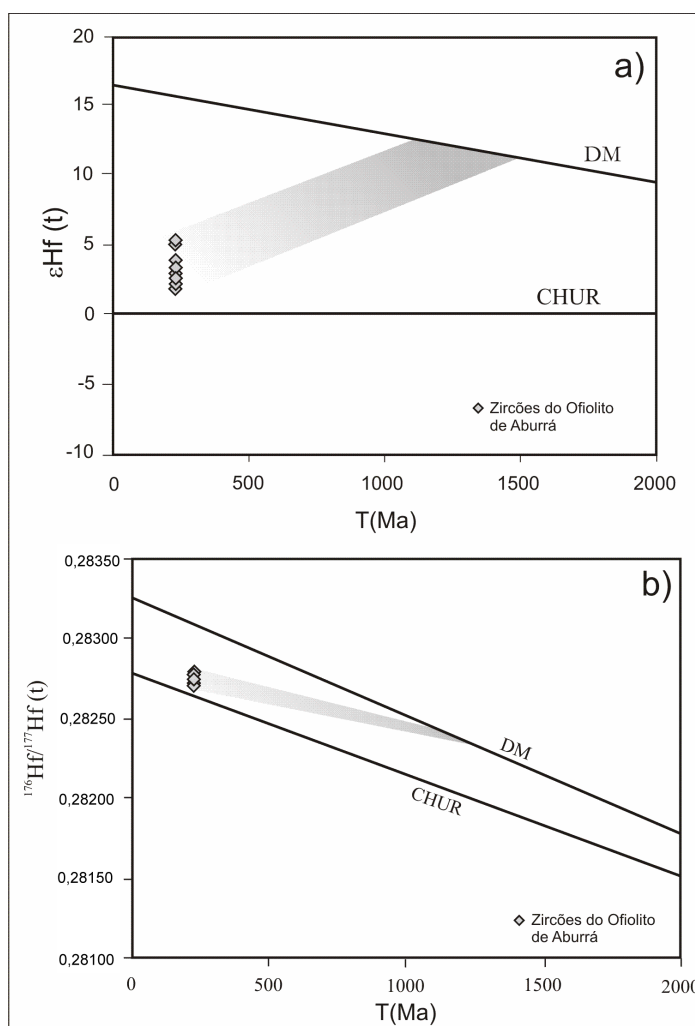 a)
20
15
10
5
0
-5
-10
εHf (t)
DM
CHUR
Zircões do Ofiolito
de Aburrá
0
500
1000
1500
2000
T(Ma)
b)
0,28350
0,28300
0,28250
0,28200
0,28150
0,28100
¹⁷⁶Hf/¹⁷⁷Hf (t)
DM
CHUR
Zircões do Ofiolito
de Aburrá
0
500
1000
1500
2000
T(Ma)